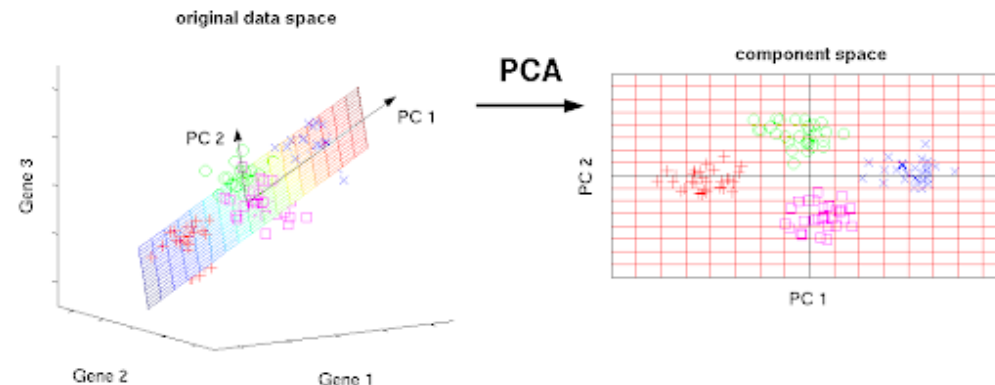 original data space
PCA
component space
PC 1
PC 2
Gene 3
Gene 2
Gene 1
PC 2
PC 1